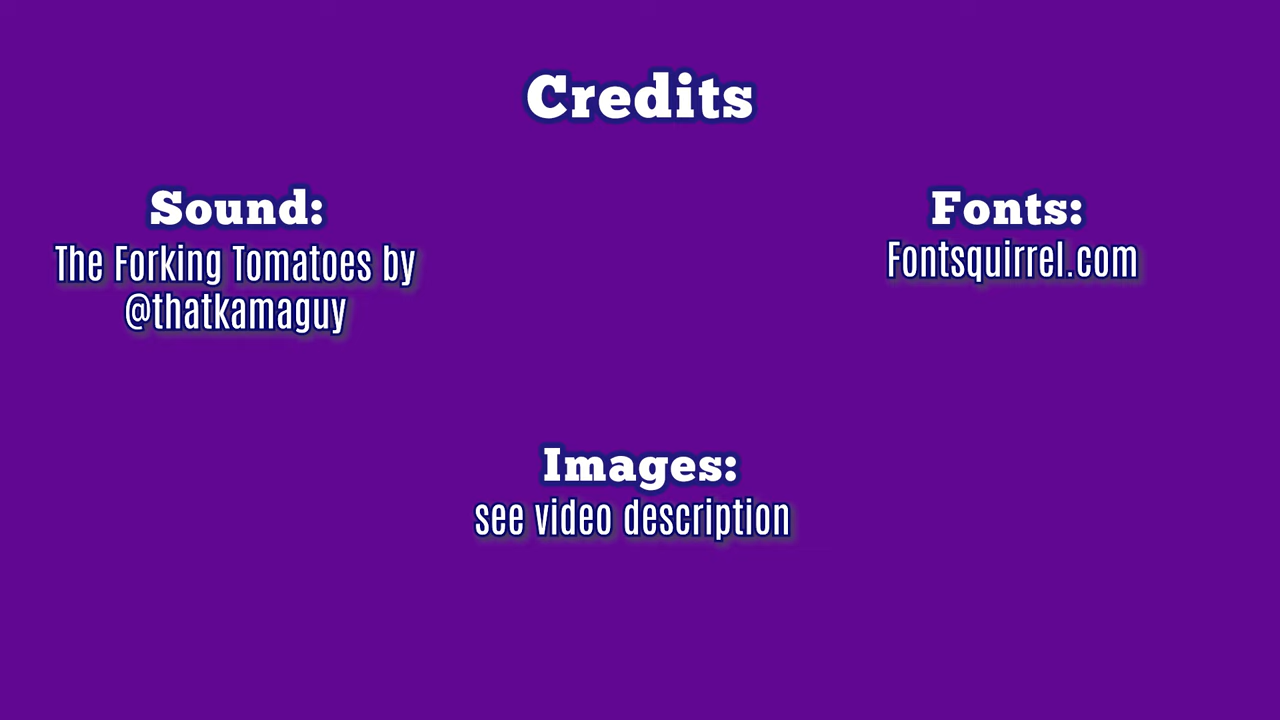 Credits
Sound:
The Forking Tomatoes by
@thatkamaguy
Fonts:
Fontsquirrel.com
Images:
see video description